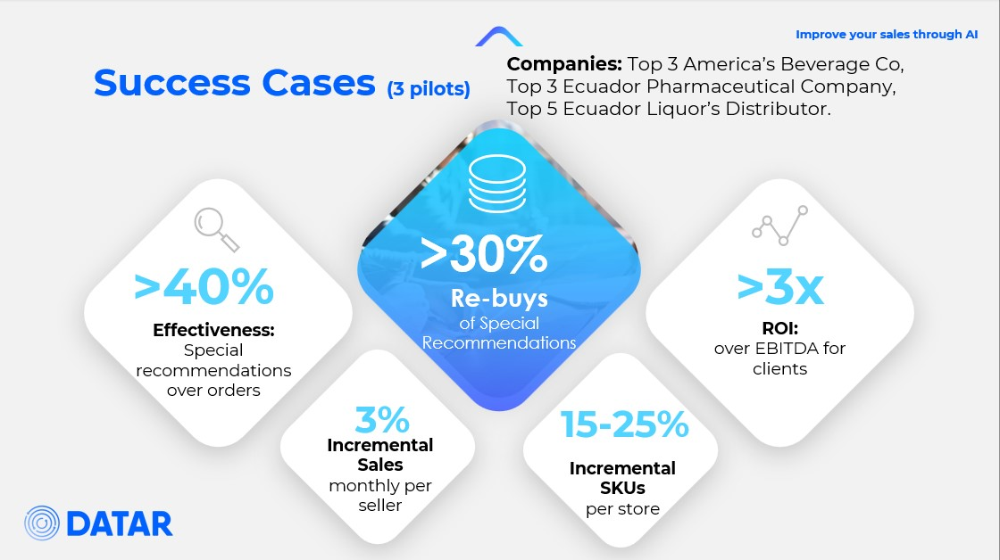 Improve your sales through AI
Success Cases (3 pilots)
Companies: Top 3 America’s Beverage Co,
Top 3 Ecuador Pharmaceutical Company,
Top 5 Ecuador Liquor’s Distributor.
>40%
Effectiveness:
Special
recommendations
over orders
>30%
Re-buys
of Special
Recommendations
>3x
ROI:
over EBITDA for
clients
3%
Incremental
Sales
monthly per
seller
15-25%
Incremental
SKUs
per store
DATAR